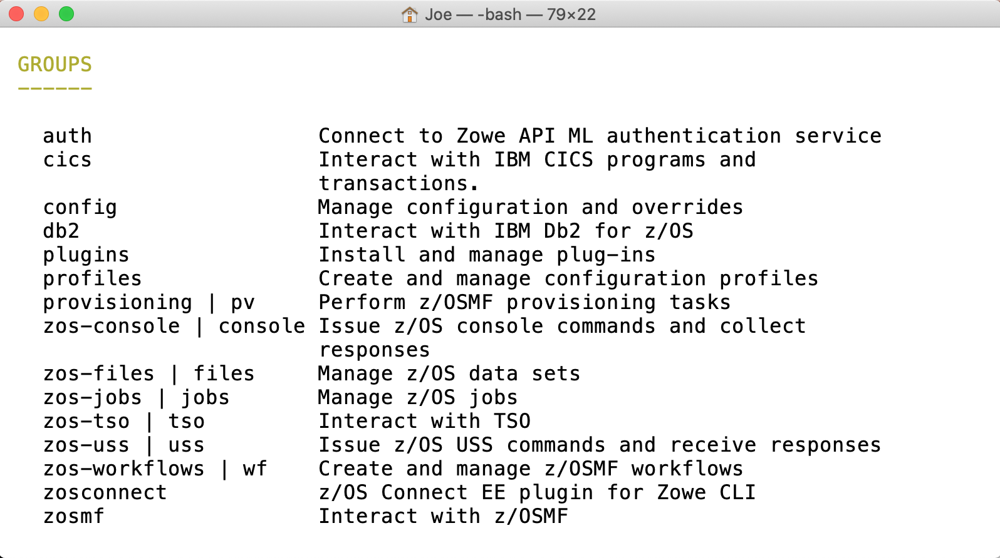 Joe — -bash — 79×22
GROUPS
------
auth                  Connect to Zowe API ML authentication service
cics                  Interact with IBM CICS programs and
                      transactions.
config                Manage configuration and overrides
db2                   Interact with IBM Db2 for z/OS
plugins               Install and manage plug-ins
profiles              Create and manage configuration profiles
provisioning | pv     Perform z/OSMF provisioning tasks
zos-console | console Issue z/OS console commands and collect
                      responses
zos-files | files     Manage z/OS data sets
zos-jobs | jobs       Manage z/OS jobs
zos-tso | tso         Interact with TSO
zos-uss | uss         Issue z/OS USS commands and receive responses
zos-workflows | wf    Create and manage z/OSMF workflows
zosconnect            z/OS Connect EE plugin for Zowe CLI
zosmf                 Interact with z/OSMF